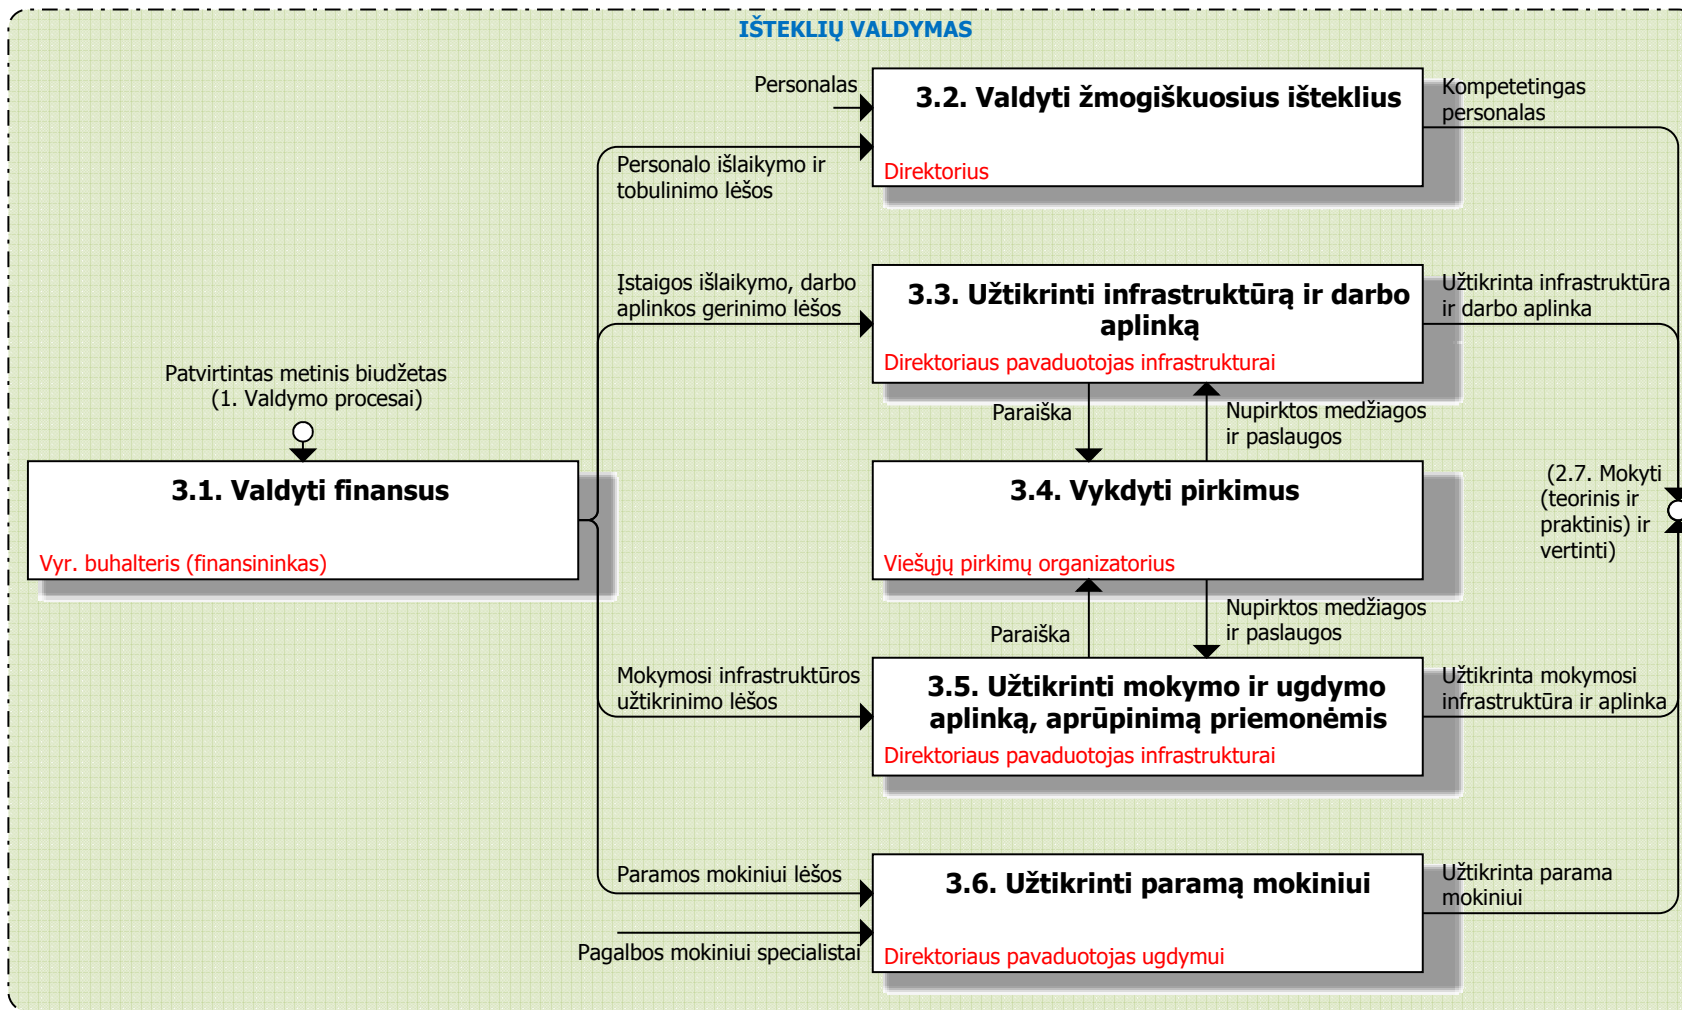 IŠTEKLIŲ VALDYMAS
Personalas
3.2. Valdyti žmogiškuosius išteklius
Direktorius
Kompetetingas
personalas
Personalo išlaikymo ir
tobulinimo lėšos
Įstaigos išlaikymo, darbo
aplinkos gerinimo lėšos
3.3. Užtikrinti infrastruktūrą ir darbo
aplinką
Direktoriaus pavaduotojas infrastrukturai
Užtikrinta infrastruktūra
ir darbo aplinka
Patvirtintas metinis biudžetas
(1. Valdymo procesai)
Paraiška
Nupirktos medžiagos
ir paslaugos
3.1. Valdyti finansus
Vyr. buhalteris (finansininkas)
3.4. Vykdyti pirkimus
Viešųjų pirkimų organizatorius
(2.7. Mokyti
(teorinis ir
praktinis) ir
vertinti)
Paraiška
Nupirktos medžiagos
ir paslaugos
Mokymosi infrastruktūros
užtikrinimo lėšos
3.5. Užtikrinti mokymo ir ugdymo
aplinką, aprūpinimą priemonėmis
Direktoriaus pavaduotojas infrastrukturai
Užtikrinta mokymosi
infrastruktūra ir aplinka
Paramos mokiniui lėšos
3.6. Užtikrinti paramą mokiniui
Direktoriaus pavaduotojas ugdymui
Užtikrinta parama
mokiniui
Pagalbos mokiniui specialistai